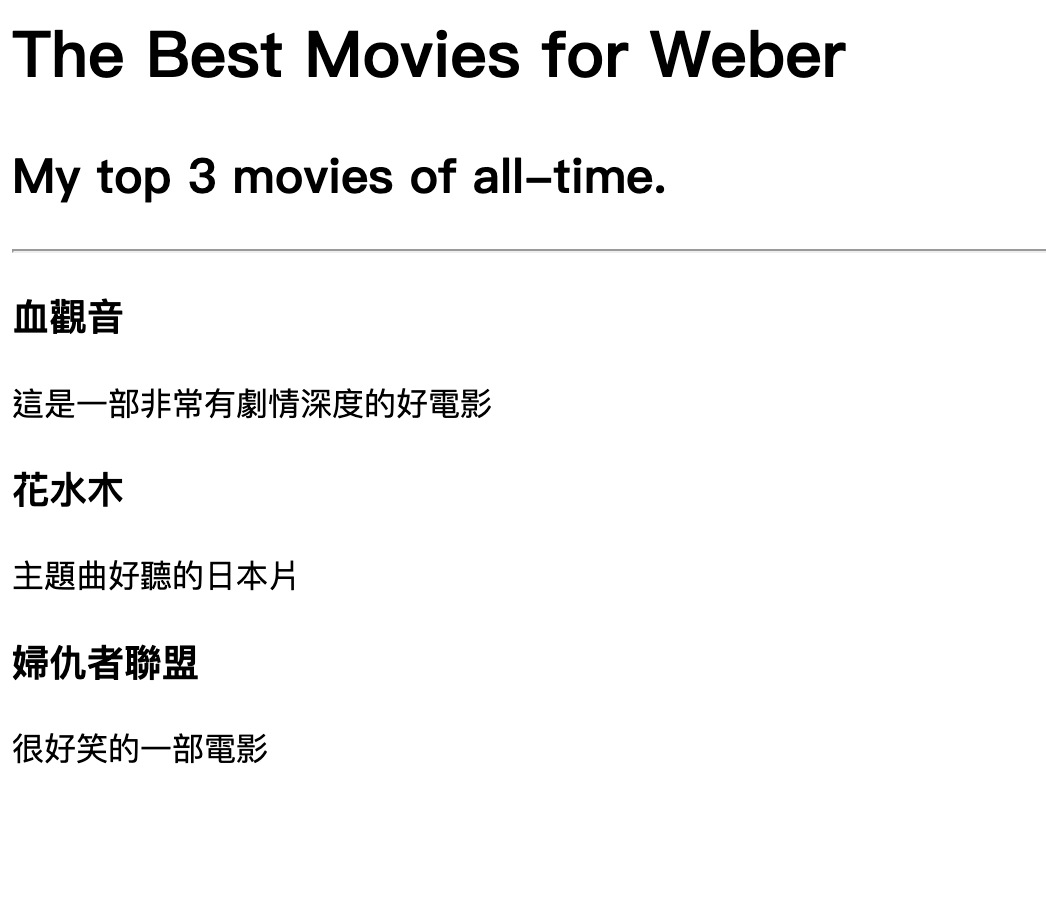 The Best Movies for Weber
My top 3 movies of all-time.
血觀音
這是一部非常有劇情深度的好電影
花水木
主題曲好聽的日本片
婦仇者聯盟
很好笑的一部電影